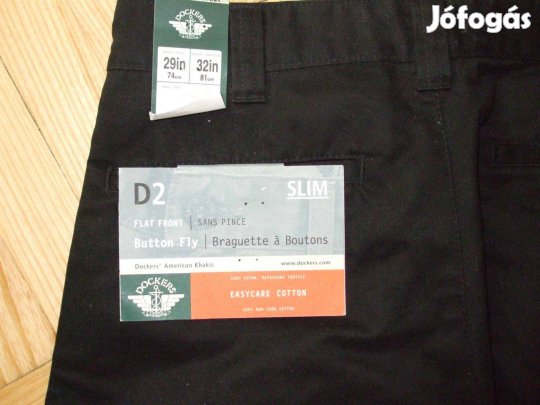 Jófogás
DOCKERS
29in
32in
74cm
81cm
D2
SLIM
FLAT FRONT | SANS PINCE
Button Fly | Braguette à Boutons
Dockers® American Khakis
www.dockers.com
DOCKERS
EASYCARE COTTON